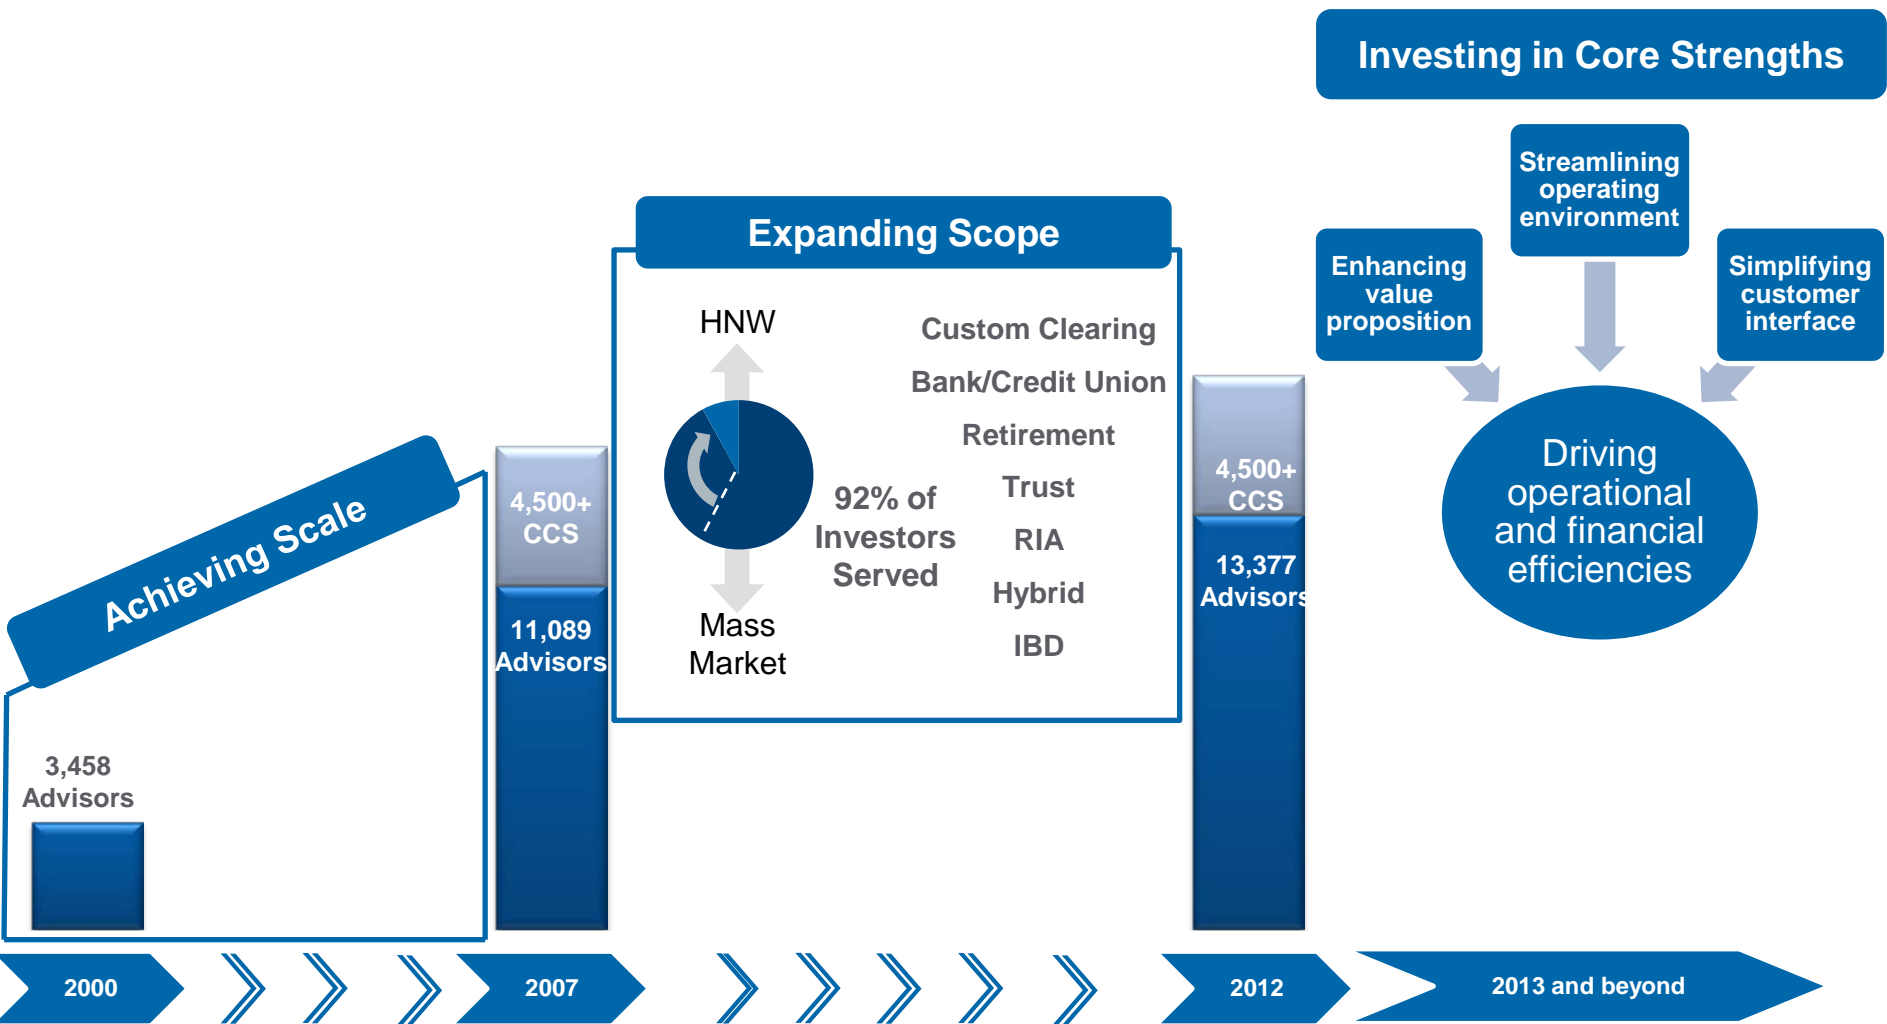 Achieving Scale
3,458
Advisors
4,500+
CCS
11,089
Advisors
Expanding Scope
HNW
Mass
Market
92% of
Investors
Served
Custom Clearing
Bank/Credit Union
Retirement
Trust
RIA
Hybrid
IBD
4,500+
CCS
13,377
Advisors
Investing in Core Strengths
Enhancing
value
proposition
Streamlining
operating
environment
Simplifying
customer
interface
Driving
operational
and financial
efficiencies
2000
2007
2012
2013 and beyond